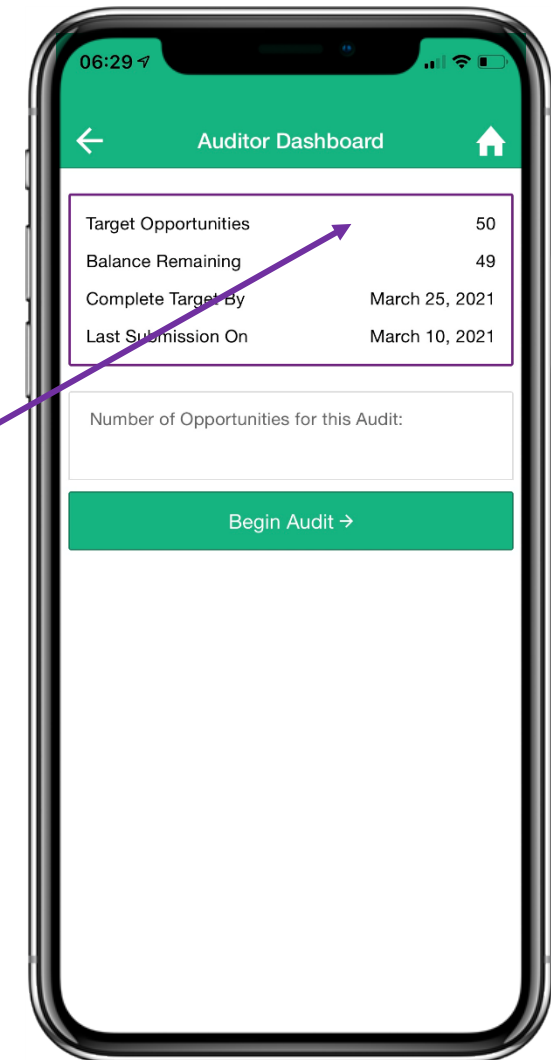 06:29
Auditor Dashboard
Target Opportunities 50
Balance Remaining 49
Complete Target By March 25, 2021
Last Submission On March 10, 2021
Number of Opportunities for this Audit:
Begin Audit →